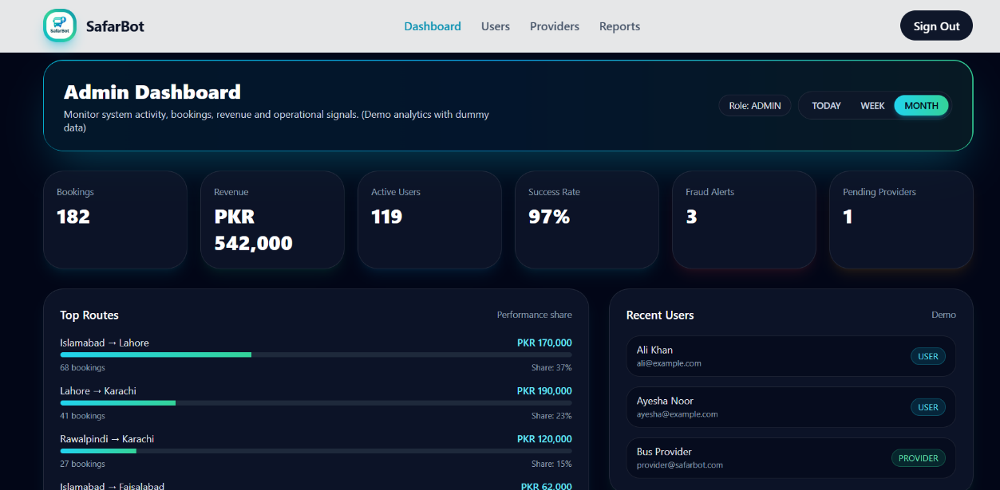 SafarBot
SafarBot
Dashboard
Users
Providers
Reports
Sign Out
Admin Dashboard
Monitor system activity, bookings, revenue and operational signals. (Demo analytics with dummy
data)
Role: ADMIN
TODAY
WEEK
MONTH
Bookings
182
Revenue
PKR
542,000
Active Users
119
Success Rate
97%
Fraud Alerts
3
Pending Providers
1
Top Routes
Performance share
Islamabad → Lahore
PKR 170,000
68 bookings
Share: 37%
Lahore → Karachi
PKR 190,000
41 bookings
Share: 23%
Rawalpindi → Karachi
PKR 120,000
27 bookings
Share: 15%
Islamabad → Faisalabad
PKR 62,000
Recent Users
Demo
Ali Khan
ali@example.com
USER
Ayesha Noor
ayesha@example.com
USER
Bus Provider
provider@safarbot.com
PROVIDER